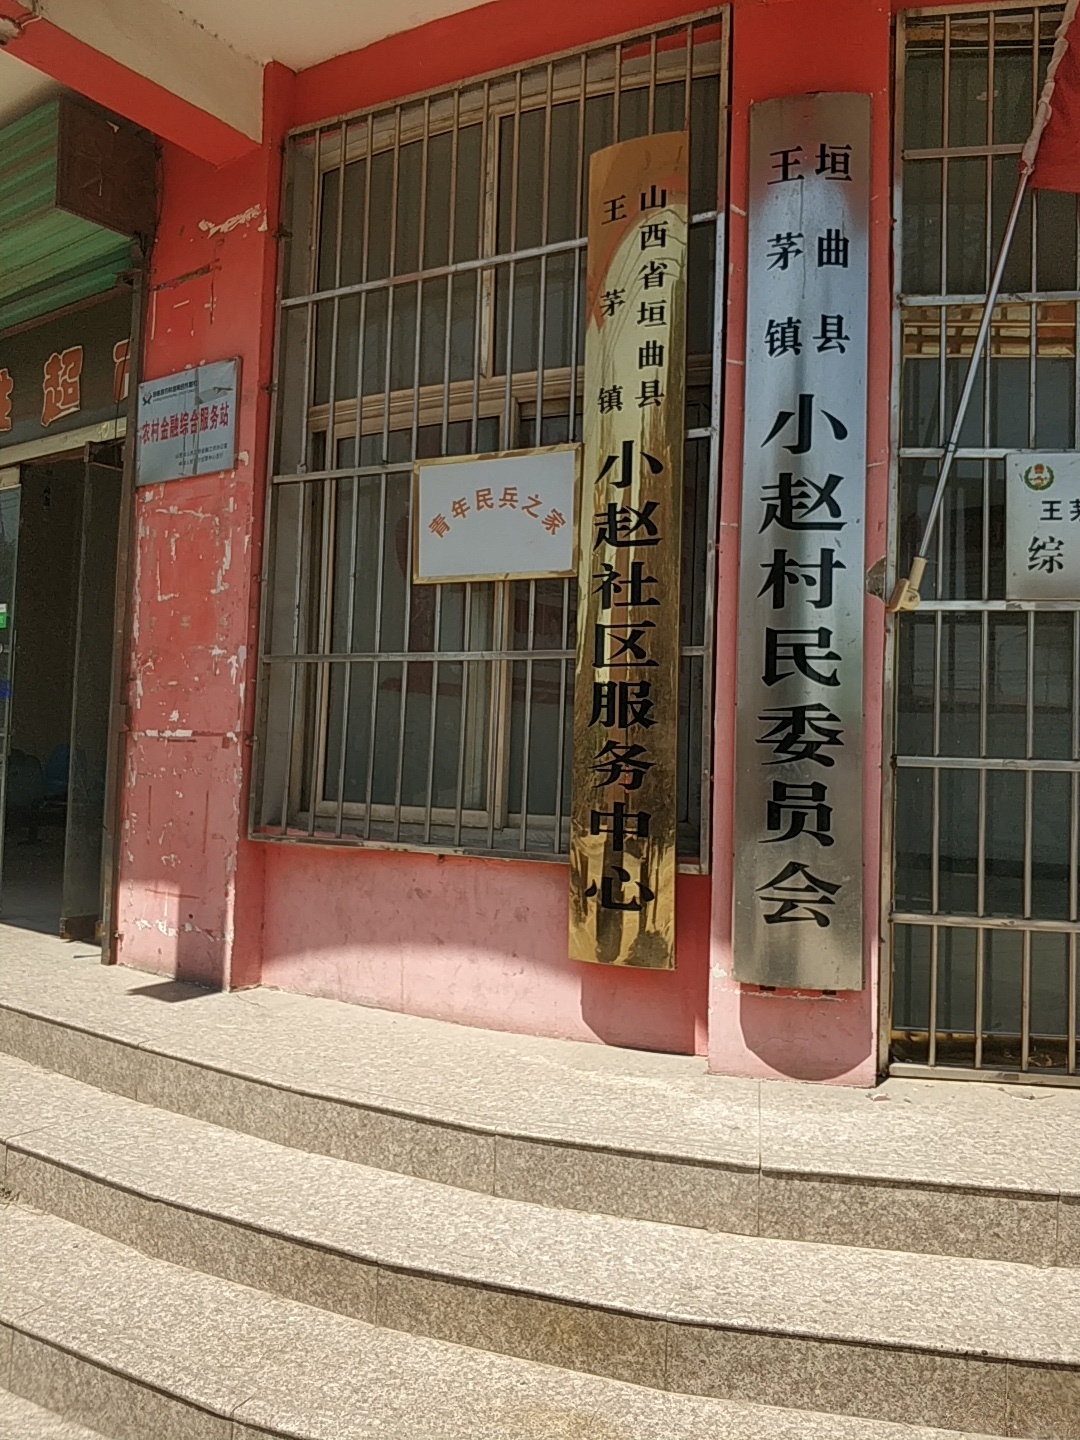 超
农村金融综合服务站
青年民兵之家
山西省垣曲县
王茅镇
小赵社区服务中心
垣曲县
王茅镇
小赵村民委员会
王茅
综